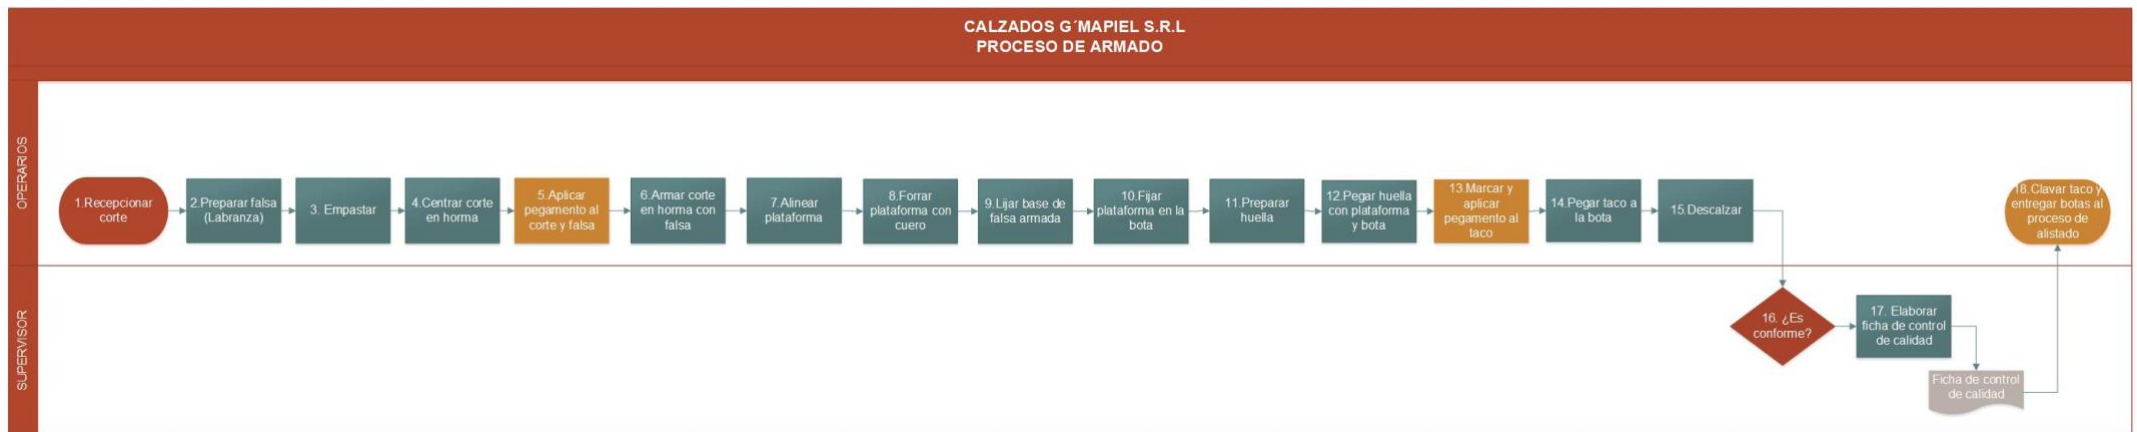 CALZADOS G´MAPIEL S.R.L
PROCESO DE ARMADO
OPERARIOS
1.Recepcionar
corte
2.Preparar falsa
(Labranza)
3. Empastar
4.Centrar corte
en horma
5.Aplicar
pegamento al
corte y falsa
6.Armar corte
en horma con
falsa
7.Alinear
plataforma
8.Forrar
plataforma con
cuero
9.Lijar base de
falsa armada
10.Fijar
plataforma en la
bota
11.Preparar
huella
12.Pegar huella
con plataforma
y bota
13.Marcar y
aplicar
pegamento al
taco
14.Pegar taco a
la bota
15.Descalzar
18. Clavar taco y
entregar botas al
proceso de
alistado
SUPERVISOR
16. ¿Es
conforme?
17. Elaborar
ficha de control
de calidad
Ficha de control
de calidad